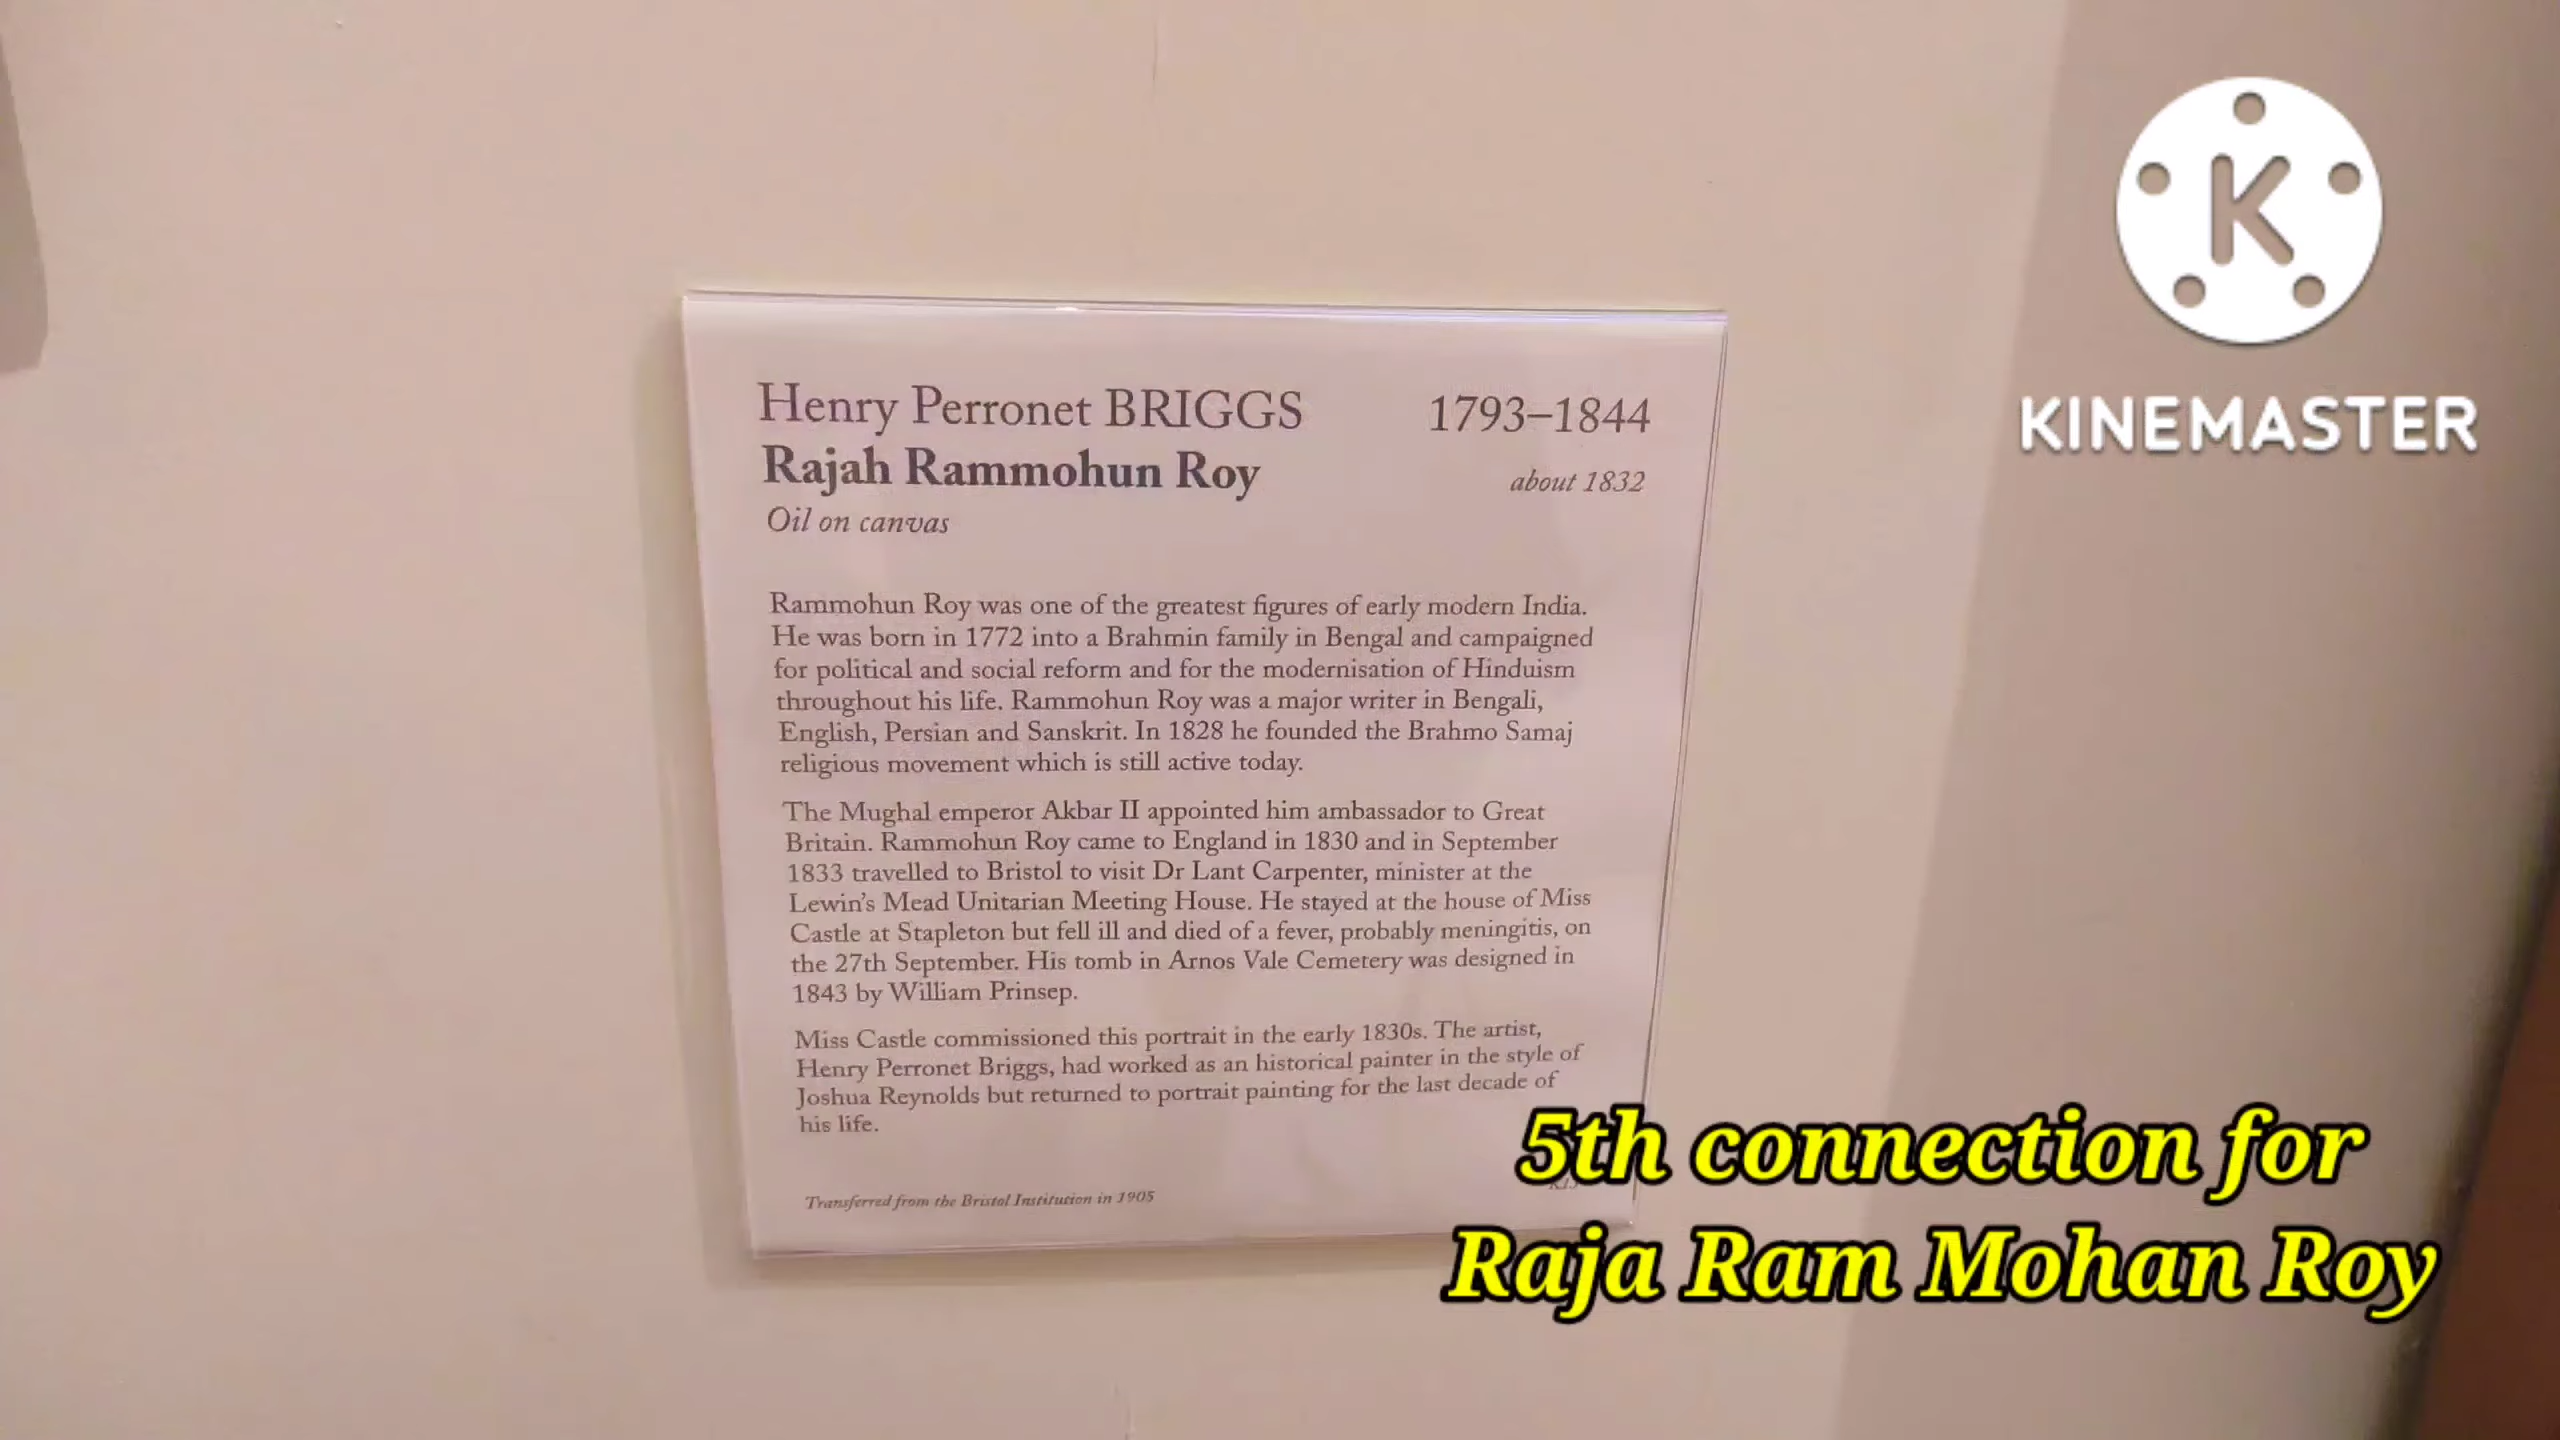 Henry Perronet BRIGGS 1793–1844
Rajah Rammohun Roy about 1832
Oil on canvas
Rammohun Roy was one of the greatest figures of early modern India.
He was born in 1772 into a Brahmin family in Bengal and campaigned
for political and social reform and for the modernisation of Hinduism
throughout his life. Rammohun Roy was a major writer in Bengali,
English, Persian and Sanskrit. In 1828 he founded the Brahmo Samaj
religious movement which is still active today.
The Mughal emperor Akbar II appointed him ambassador to Great
Britain. Rammohun Roy came to England in 1830 and in September
1833 travelled to Bristol to visit Dr Lant Carpenter, minister at the
Lewin's Mead Unitarian Meeting House. He stayed at the house of Miss
Castle at Stapleton but fell ill and died of a fever, probably meningitis, on
the 27th September. His tomb in Arnos Vale Cemetery was designed in
1843 by William Prinsep.
Miss Castle commissioned this portrait in the early 1830s. The artist,
Henry Perronet Briggs, had worked as an historical painter in the style of
Joshua Reynolds but returned to portrait painting for the last decade of
his life.
Transferred from the Bristol Institution in 1905
K
KINEMASTER
5th connection for
Raja Ram Mohan Roy